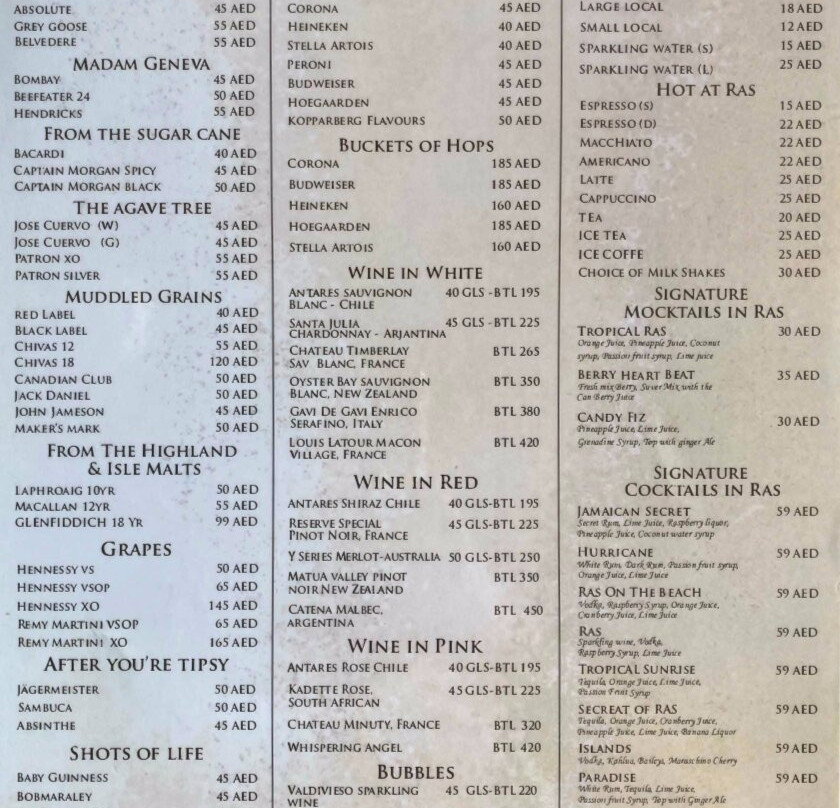 ABSOLUTE 45 AED
GREY GOOSE 55 AED
BELVEDERE 55 AED
MADAM GENEVA
BOMBAY 45 AED
BEEFEATER 24 50 AED
HENDRICKS 55 AED
FROM THE SUGAR CANE
BACARDI 40 AED
CAPTAIN MORGAN SPICY 45 AED
CAPTAIN MORGAN BLACK 50 AED
THE AGAVE TREE
JOSE CUERVO (W) 45 AED
JOSE CUERVO (G) 45 AED
PATRON XO 55 AED
PATRON SILVER 55 AED
MUDDLED GRAINS
RED LABEL 40 AED
BLACK LABEL 45 AED
CHIVAS 12 55 AED
CHIVAS 18 120 AED
CANADIAN CLUB 50 AED
JACK DANIEL 50 AED
JOHN JAMESON 45 AED
MAKER'S MARK 50 AED
FROM THE HIGHLAND
& ISLE MALTS
LAPHROAIG 10YR 50 AED
MACALLAN 12YR 55 AED
GLENFIDDICH 18 YR 99 AED
GRAPES
HENNESSY VS 50 AED
HENNESSY VSOP 65 AED
HENNESSY XO 145 AED
REMY MARTINI VSOP 65 AED
REMY MARTINI XO 165 AED
AFTER YOU'RE TIPSY
JÄGERMEISTER 50 AED
SAMBUCA 50 AED
ABSINTHE 45 AED
SHOTS OF LIFE
BABY GUINNESS 45 AED
BOBMARALEY 45 AED
CORONA 45 AED
HEINEKEN 40 AED
STELLA ARTOIS 40 AED
PERONI 45 AED
BUDWEISER 45 AED
HOEGAARDEN 45 AED
KOPPARBERG FLAVOURS 50 AED
BUCKETS OF HOPS
CORONA 185 AED
BUDWEISER 185 AED
HEINEKEN 160 AED
HOEGAARDEN 185 AED
STELLA ARTOIS 160 AED
WINE IN WHITE
ANTARES SAUVIGNON 40 GLS -BTL 195
BLANC - CHILE
SANTA JULIA 45 GLS -BTL 225
CHARDONNAY - ARJANTINA
CHATEAU TIMBERLAY BTL 265
SAV BLANC, FRANCE
OYSTER BAY SAUVIGNON BTL 350
BLANC, NEW ZEALAND
GAVI DE GAVI ENRICO BTL 380
SERAFINO, ITALY
LOUIS LATOUR MACON BTL 420
VILLAGE, FRANCE
WINE IN RED
ANTARES SHIRAZ CHILE 40 GLS-BTL 195
RESERVE SPECIAL 45 GLS-BTL 225
PINOT NOIR, FRANCE
Y SERIES MERLOT-AUSTRALIA 50 GLS-BTL 250
MATUA VALLEY PINOT BTL 350
NOIR NEW ZEALAND
CATENA MALBEC, BTL 450
ARGENTINA
WINE IN PINK
ANTARES ROSE CHILE 40 GLS-BTL 195
KADETTE ROSE, 45 GLS-BTL 225
SOUTH AFRICAN
CHATEAU MINUTY, FRANCE BTL 320
WHISPERING ANGEL BTL 420
BUBBLES
VALDIVIESO SPARKLING 45 GLS-BTL 220
WINE
LARGE LOCAL 18 AED
SMALL LOCAL 12 AED
SPARKLING WATER (S) 15 AED
SPARKLING WATER (L) 25 AED
HOT AT RAS
ESPRESSO (S) 15 AED
ESPRESSO (D) 22 AED
MACCHIATO 22 AED
AMERICANO 22 AED
LATTE 25 AED
CAPPUCCINO 25 AED
TEA 20 AED
ICE TEA 25 AED
ICE COFFE 25 AED
CHOICE OF MILK SHAKES 30 AED
SIGNATURE
MOCKTAILS IN RAS
TROPICAL RAS 30 AED
Orange Juice, Pineapple Juice, Coconut
syrup, Passion fruit syrup, Lime juice
BERRY HEART BEAT 35 AED
Fresh mix Berry, Suver Mix with the
Can Berry Juice
CANDY FIZ 30 AED
Pineapple Juice, Lime Juice,
Grenadine Syrup, Top with ginger Ale
SIGNATURE
COCKTAILS IN RAS
JAMAICAN SECRET 59 AED
Secret Rum, Lime Juice, Raspberry liquor,
Pineapple Juice, Coconut water syrup
HURRICANE 59 AED
White Rum, Dark Rum, Passion fruit syrup,
Orange Juice, Lime Juice
RAS ON THE BEACH 59 AED
Vodka, Raspberry Syrup, Orange Juice,
Cranberry Juice, Lime Juice
RAS 59 AED
Sparkling wine, Vodka,
Raspberry Syrup, Lime Juice
TROPICAL SUNRISE 59 AED
Tequila, Orange Juice, Lime Juice,
Passion Fruit Syrup
SECREAT OF RAS 59 AED
Tequila, Orange Juice, Cranberry Juice,
Pineapple Juice, Lime Juice, Banana Liquor
ISLANDS 59 AED
Vodka, Kahlua, Baileys, Maraschino Cherry
PARADISE 59 AED
White Rum, Tequila, Lime Juice,
Passion fruit Syrup, Top with Ginger Ale